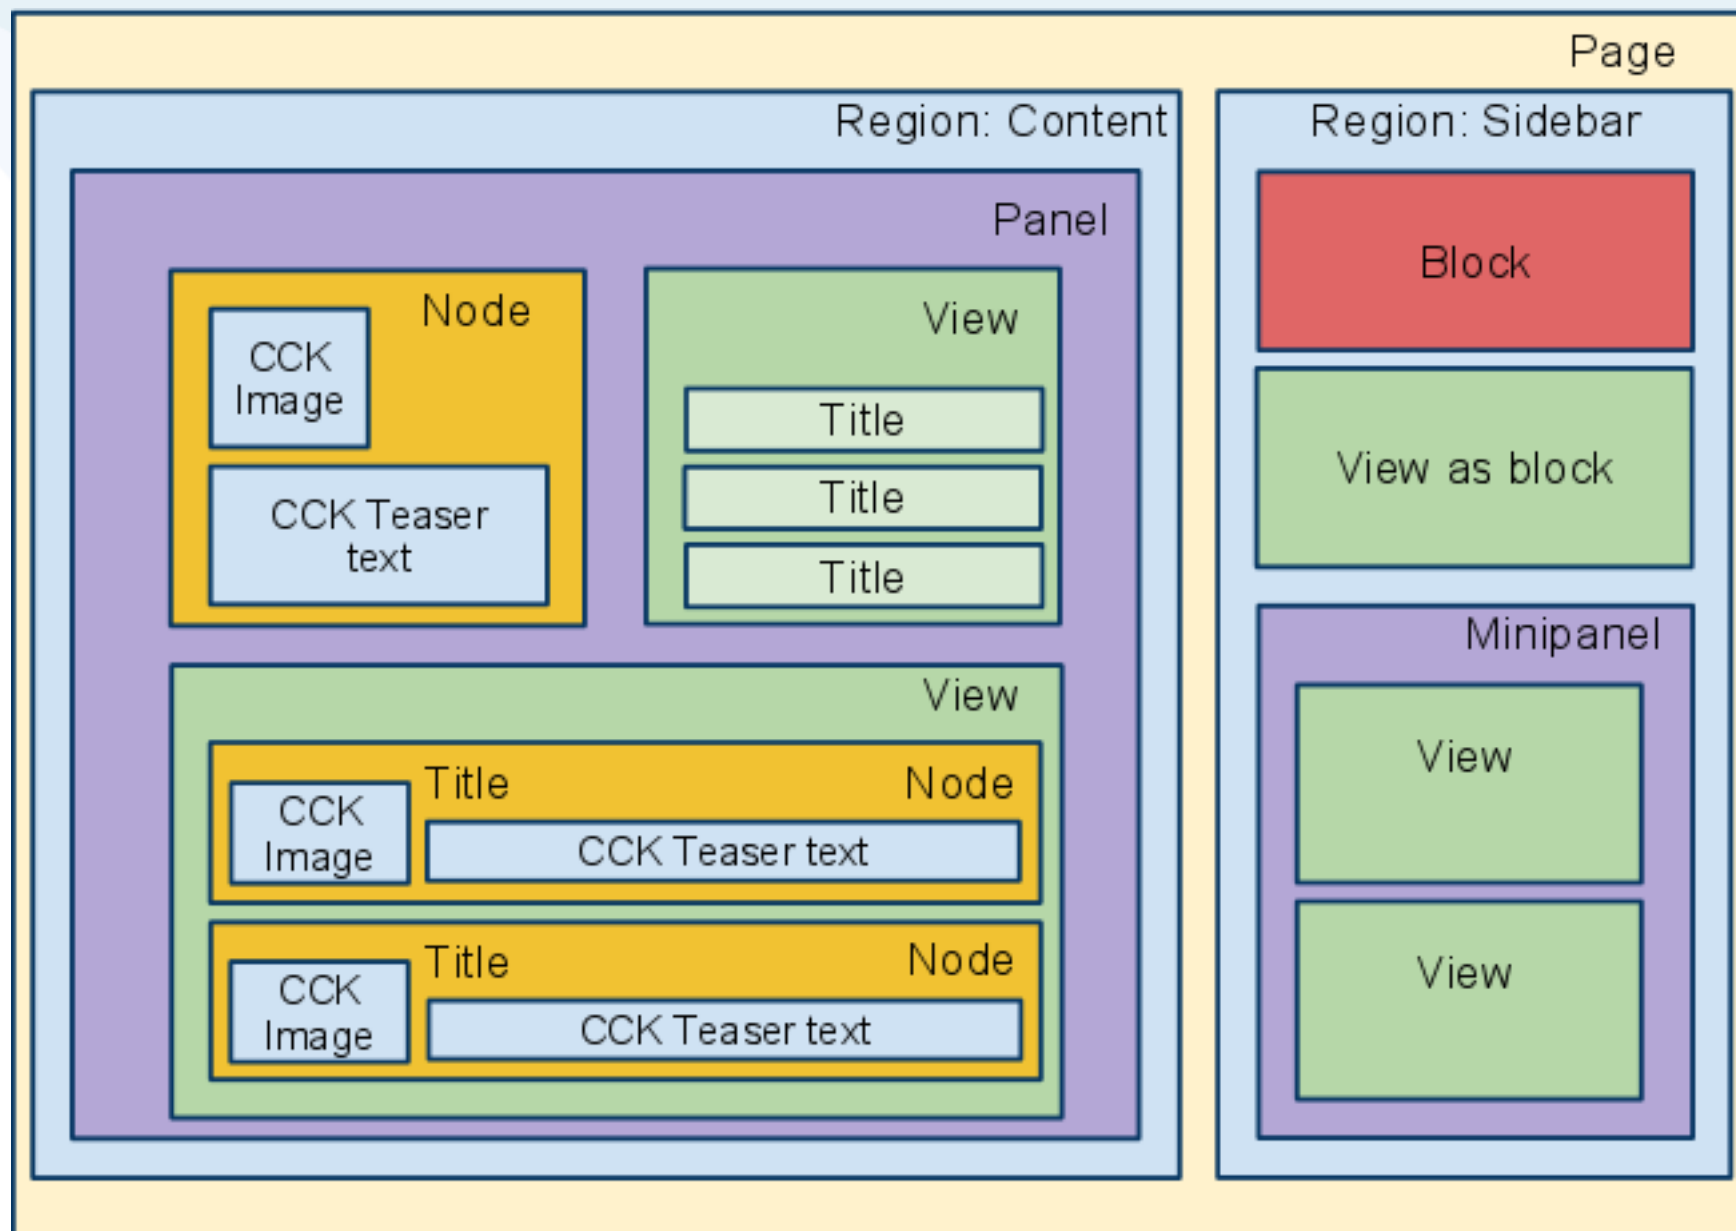 Page
Region: Content
Panel
Node
CCK
Image
CCK Teaser
text
View
Title
Title
Title
View
Title
Node
CCK
Image
CCK Teaser text
Title
Node
CCK
Image
CCK Teaser text
Region: Sidebar
Block
View as block
Minipanel
View
View